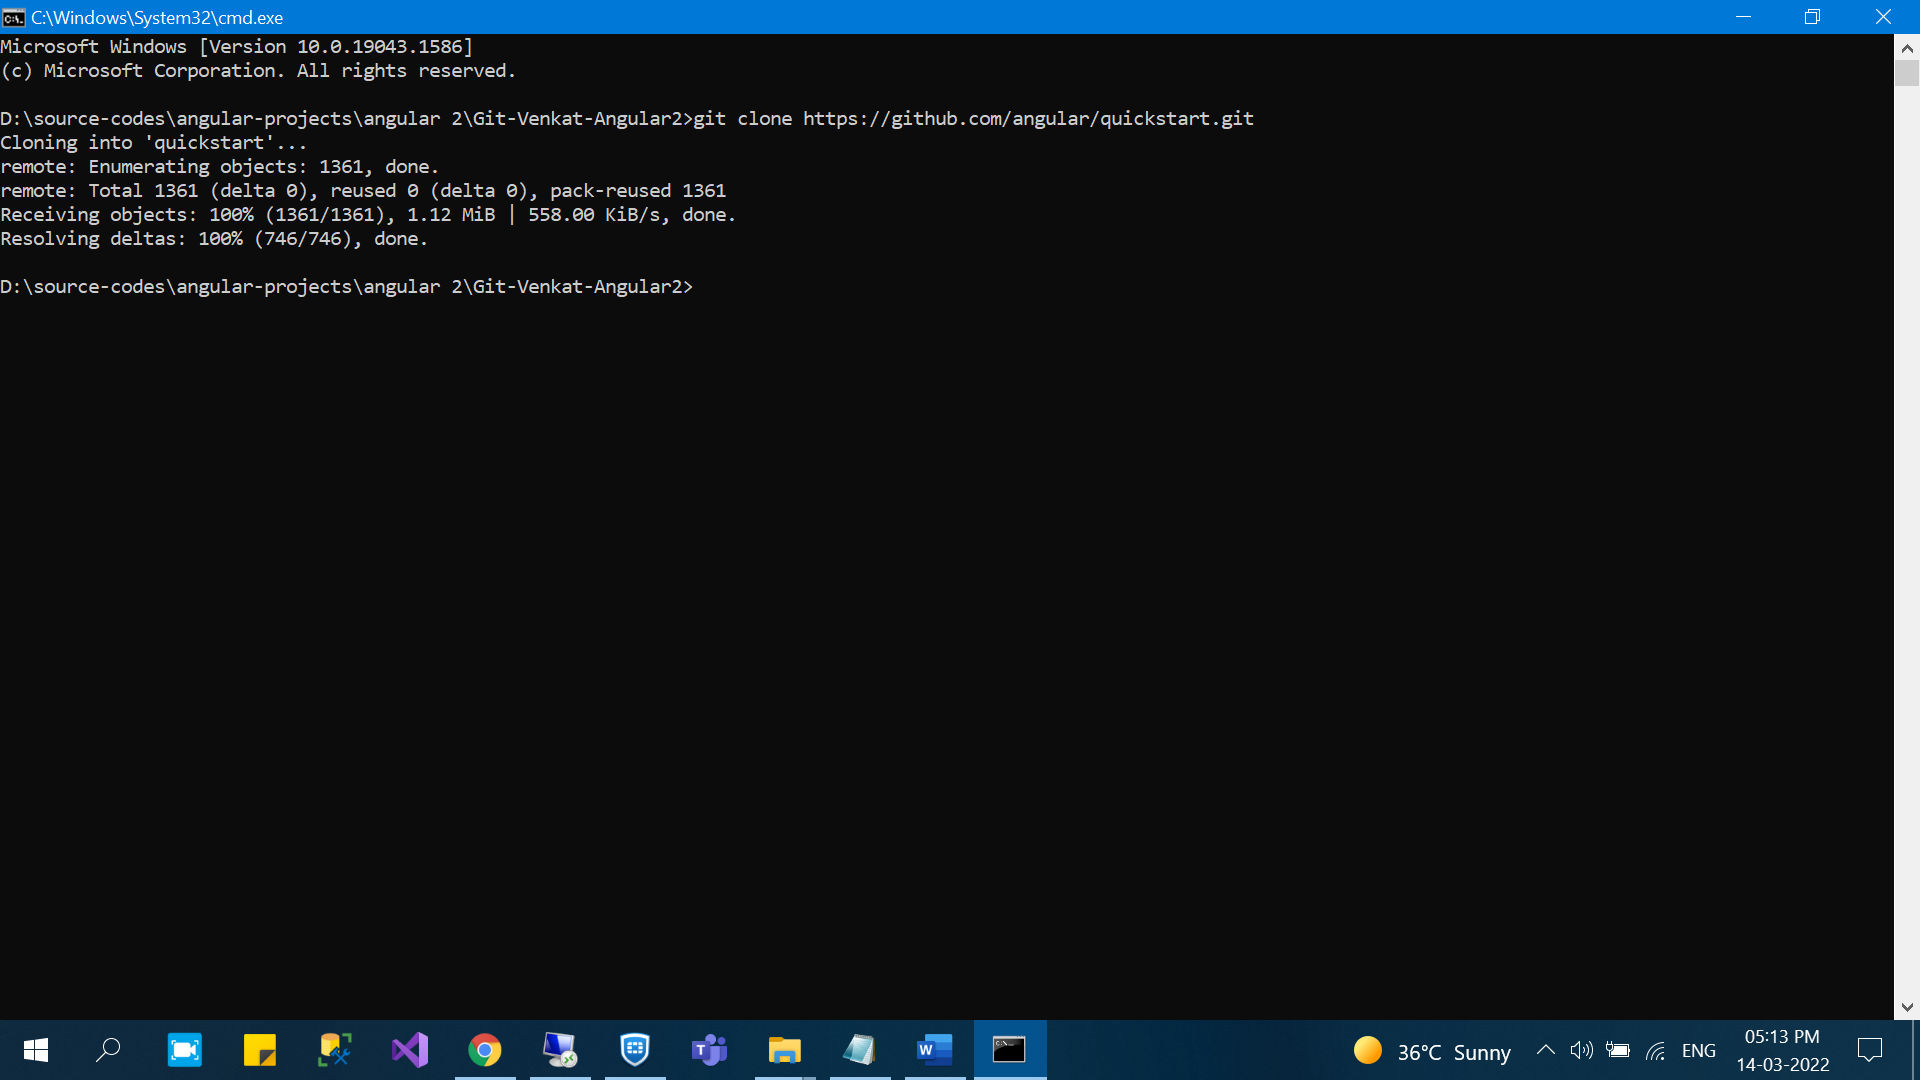 C:\Windows\System32\cmd.exe
Microsoft Windows [Version 10.0.19043.1586]
(c) Microsoft Corporation. All rights reserved.
D:\source-codes\angular-projects\angular 2\Git-Venkat-Angular2>git clone https://github.com/angular/quickstart.git
Cloning into 'quickstart'...
remote: Enumerating objects: 1361, done.
remote: Total 1361 (delta 0), reused 0 (delta 0), pack-reused 1361
Receiving objects: 100% (1361/1361), 1.12 MiB | 558.00 KiB/s, done.
Resolving deltas: 100% (746/746), done.
D:\source-codes\angular-projects\angular 2\Git-Venkat-Angular2>
36°C Sunny
ENG
05:13 PM
14-03-2022